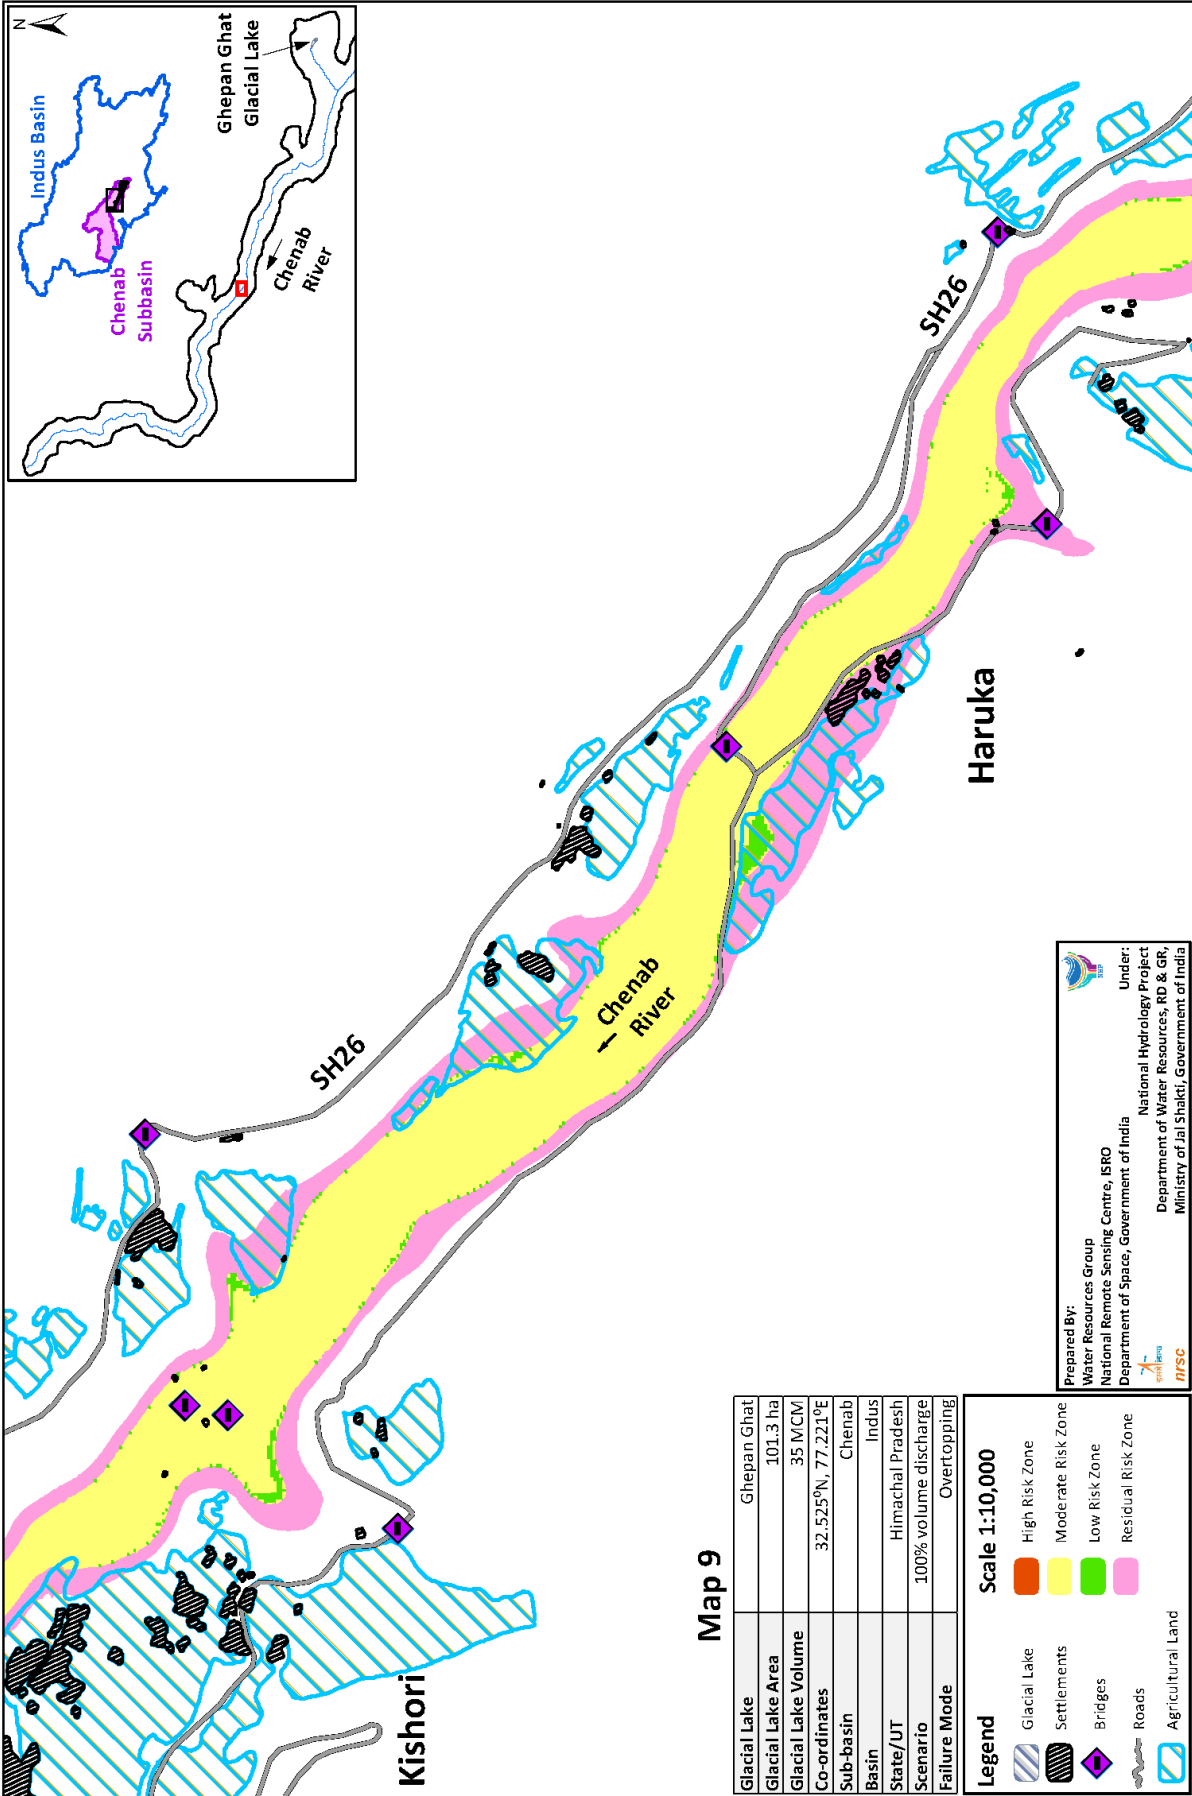 N
Indus Basin
Chenab
Subbasin
Ghepan Ghat
Glacial Lake
Chenab
River
SH26
SH26
Chenab
River
Haruka
Kishori
Map 9
Glacial Lake Ghepan Ghat
Glacial Lake Area 101.3 ha
Glacial Lake Volume 35 MCM
Co-ordinates 32.525⁰N, 77.221⁰E
Sub-basin Chenab
Basin Indus
State/UT Himachal Pradesh
Scenario 100% volume discharge
Failure Mode Overtopping
Legend
Scale 1:10,000
Glacial Lake
Settlements
Bridges
Roads
Agricultural Land
High Risk Zone
Moderate Risk Zone
Low Risk Zone
Residual Risk Zone
Prepared By:
Water Resources Group
National Remote Sensing Centre, ISRO
Department of Space, Government of India
Under:
National Hydrology Project
Department of Water Resources, RD & GR,
Ministry of Jal Shakti, Government of India
nrsc
NHP